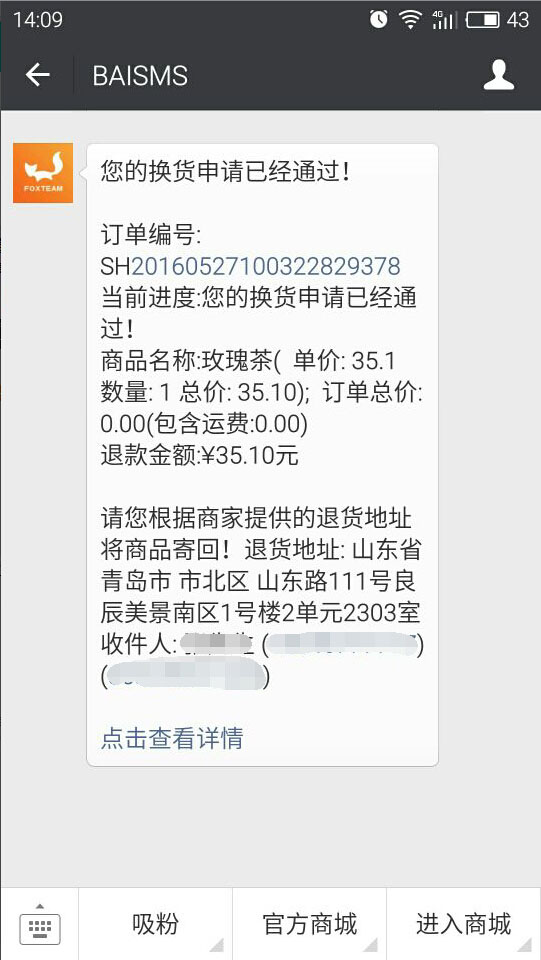 14:09
4G
43
BAISMS
FOXTEAM
您的换货申请已经通过！
订单编号:
SH20160527100322829378
当前进度:您的换货申请已经通
过！
商品名称:玫瑰茶( 单价: 35.1
数量: 1 总价: 35.10); 订单总价:
0.00(包含运费:0.00)
退款金额:¥35.10元
请您根据商家提供的退货地址
将商品寄回！退货地址: 山东省
青岛市 市北区 山东路111号良
辰美景南区1号楼2单元2303室
收件人: ( )
( )
点击查看详情
吸粉
官方商城
进入商城